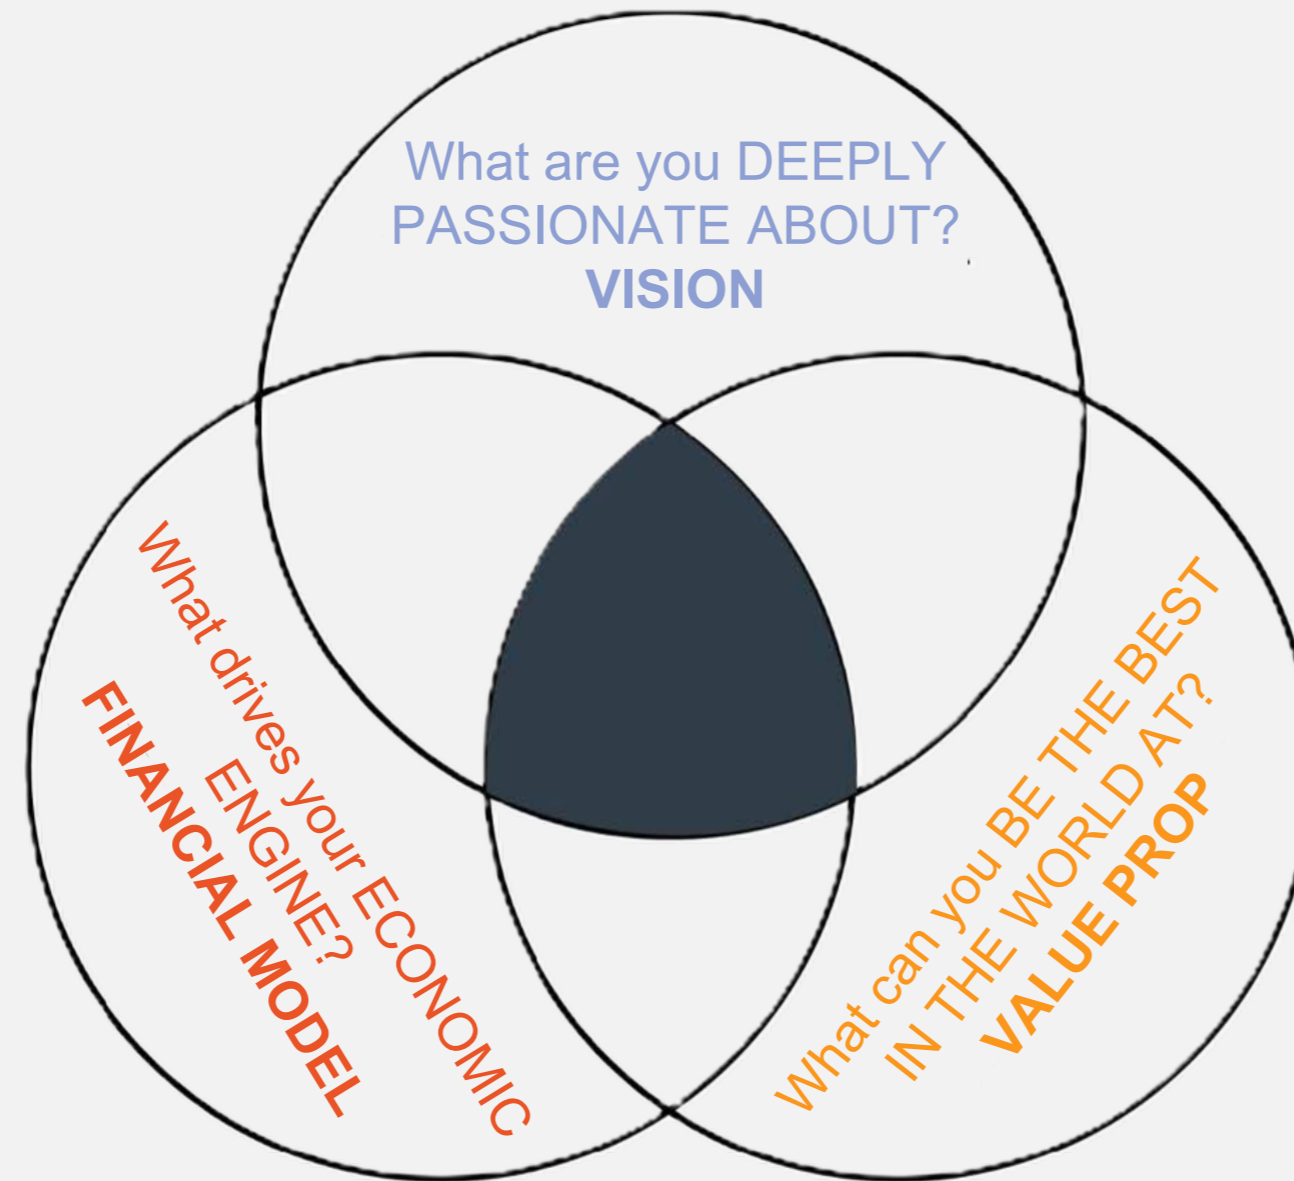 What are you DEEPLY
PASSIONATE ABOUT?
VISION
What drives your ECONOMIC
ENGINE?
FINANCIAL MODEL
What can you BE THE BEST
IN THE WORLD AT?
VALUE PROP